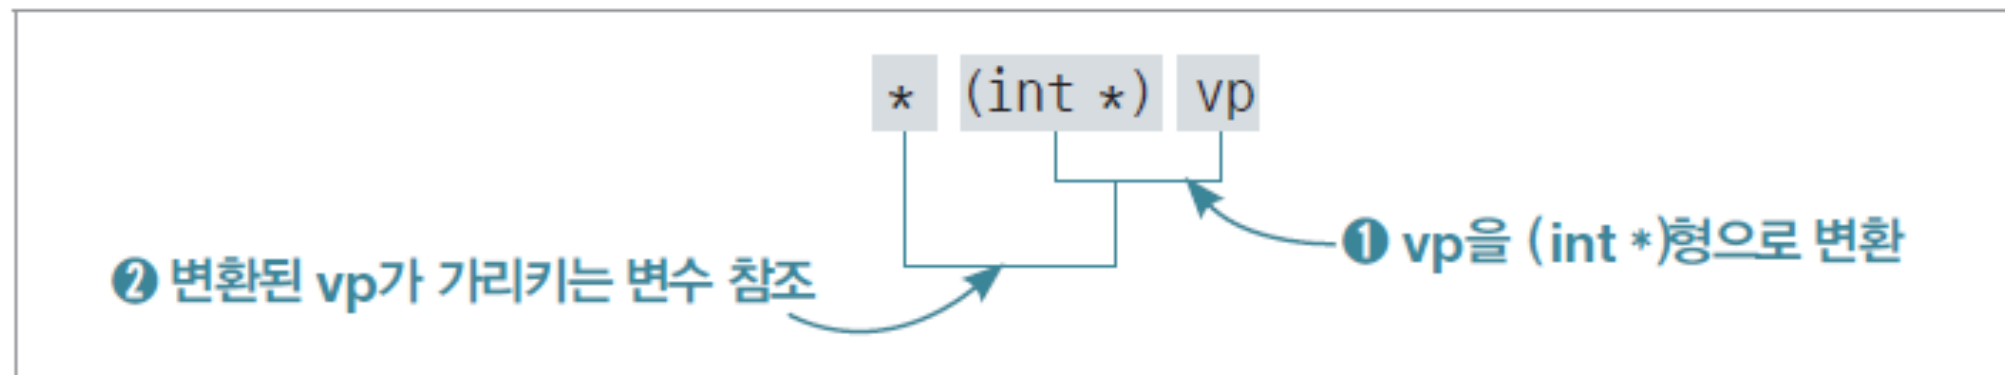 * (int *) vp
❶ vp을 (int *)형으로 변환
❷ 변환된 vp가 가리키는 변수 참조